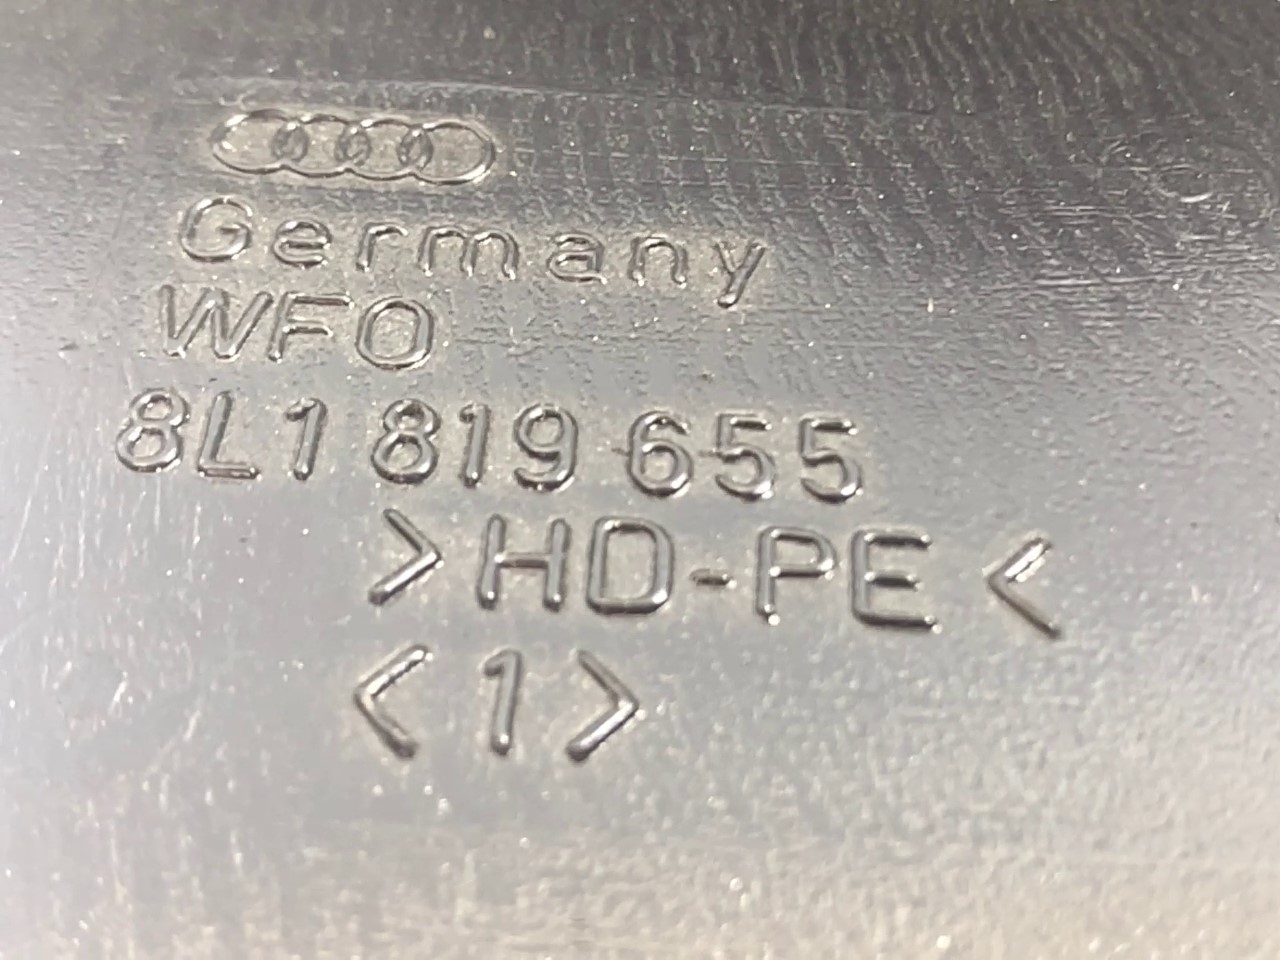 Germany
WFO
8L1 819 655
>HD-PE<
<1>